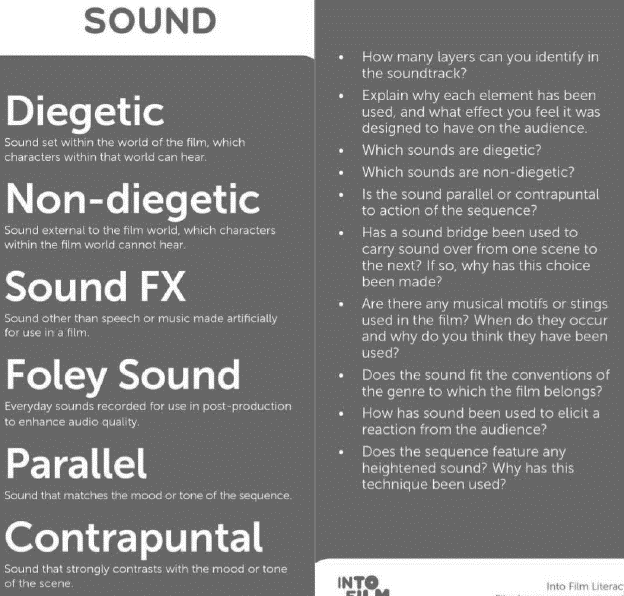 SOUND
Diegetic
Sound set within the world of the film, which
characters within that world can hear.
Non-diegetic
Sound external to the film world, which characters
within the film world cannot hear.
Sound FX
Sound other than speech or music made artificially
for use in a film.
Foley Sound
Everyday sounds recorded for use in post-production
to enhance audio quality.
Parallel
Sound that matches the mood or tone of the sequence.
Contrapuntal
Sound that strongly contrasts with the mood or tone
of the scene.
• How many layers can you identify in
the soundtrack?
• Explain why each element has been
used, and what effect you feel it was
designed to have on the audience.
• Which sounds are diegetic?
• Which sounds are non-diegetic?
• Is the sound parallel or contrapuntal
to action of the sequence?
• Has a sound bridge been used to
carry sound over from one scene to
the next? If so, why has this choice
been made?
• Are there any musical motifs or stings
used in the film? When do they occur
and why do you think they have been
used?
• Does the sound fit the conventions of
the genre to which the film belongs?
• How has sound been used to elicit a
reaction from the audience?
• Does the sequence feature any
heightened sound? Why has this
technique been used?
INTO
FILM
Into Film Literac